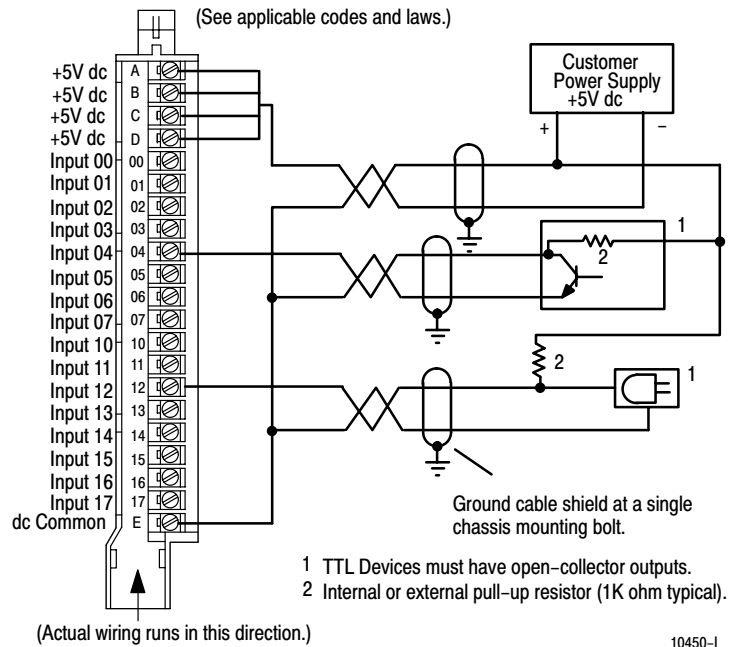 (See applicable codes and laws.)
Customer
Power Supply
+5V dc
+ −
+5V dc A
+5V dc B
+5V dc C
+5V dc D
Input 00 00
Input 01 01
Input 02 02
Input 03 03
Input 04 04
Input 05 05
Input 06 06
Input 07 07
Input 10 10
Input 11 11
Input 12 12
Input 13 13
Input 14 14
Input 15 15
Input 16 16
Input 17 17
dc Common E
1
2
2
1
Ground cable shield at a single
chassis mounting bolt.
1 TTL Devices must have open−collector outputs.
2 Internal or external pull−up resistor (1K ohm typical).
(Actual wiring runs in this direction.)
10450−I